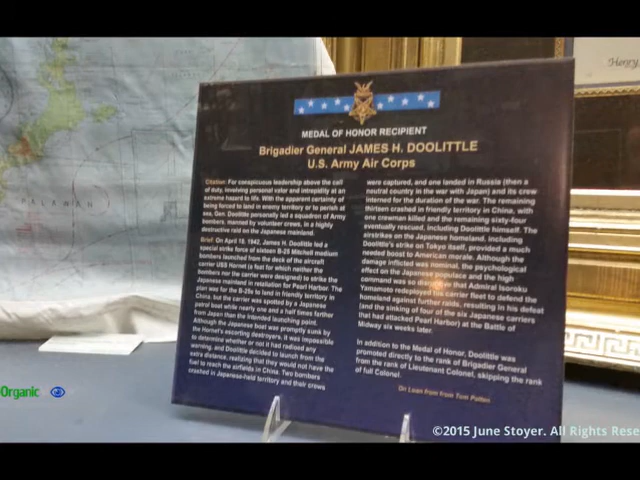 PALAWAN
Henry
MEDAL OF HONOR RECIPIENT
Brigadier General JAMES H. DOOLITTLE
U.S. Army Air Corps
Citation: For conspicuous leadership above the call
of duty, involving personal valor and intrepidity at an
extreme hazard to life. With the apparent certainty of
being forced to land in enemy territory or to perish at
sea, Gen. Doolittle personally led a squadron of Army
bombers, manned by volunteer crews, in a highly
destructive raid on the Japanese mainland.
Brief: On April 18, 1942, James H. Doolittle led a
special strike force of sixteen B-25 Mitchell medium
bombers launched from the deck of the aircraft
carrier USS Hornet (a feat for which neither the
bombers nor the carrier were designed) to strike the
Japanese mainland in retaliation for Pearl Harbor. The
plan was for the B-25s to land in friendly territory in
China, but the carrier was spotted by a Japanese
patrol boat while nearly one and a half times further
from Japan than the intended launching point.
Although the Japanese boat was promptly sunk by
the Hornet's escorting destroyers, it was impossible
to determine whether or not it had radioed any
warning, and Doolittle decided to launch from the
extra distance, realizing that they would not have the
fuel to reach the airfields in China. Two bombers
crashed in Japanese-held territory and their crews
were captured, and one landed in Russia (then a
neutral country in the war with Japan) and its crew
interned for the duration of the war. The remaining
thirteen crashed in friendly territory in China, with
one crewman killed and the remaining sixty-four
eventually rescued, including Doolittle himself. The
airstrikes on the Japanese homeland, including
Doolittle's strike on Tokyo itself, provided a much
needed boost to American morale. Although the
damage inflicted was nominal, the psychological
effect on the Japanese populace and the high
command was so that Admiral Isoroku
Yamamoto redeployed his carrier fleet to defend the
homeland against further raids, resulting in his defeat
(and the sinking of four of the six Japanese carriers
that had attacked Pearl Harbor) at the Battle of
Midway six weeks later.
In addition to the Medal of Honor, Doolittle was
promoted directly to the rank of Brigadier General
from the rank of Lieutenant Colonel, skipping the rank
of full Colonel.
On Loan from from Tom Patten
Organic
©2015 June Stoyer. All Rights Rese